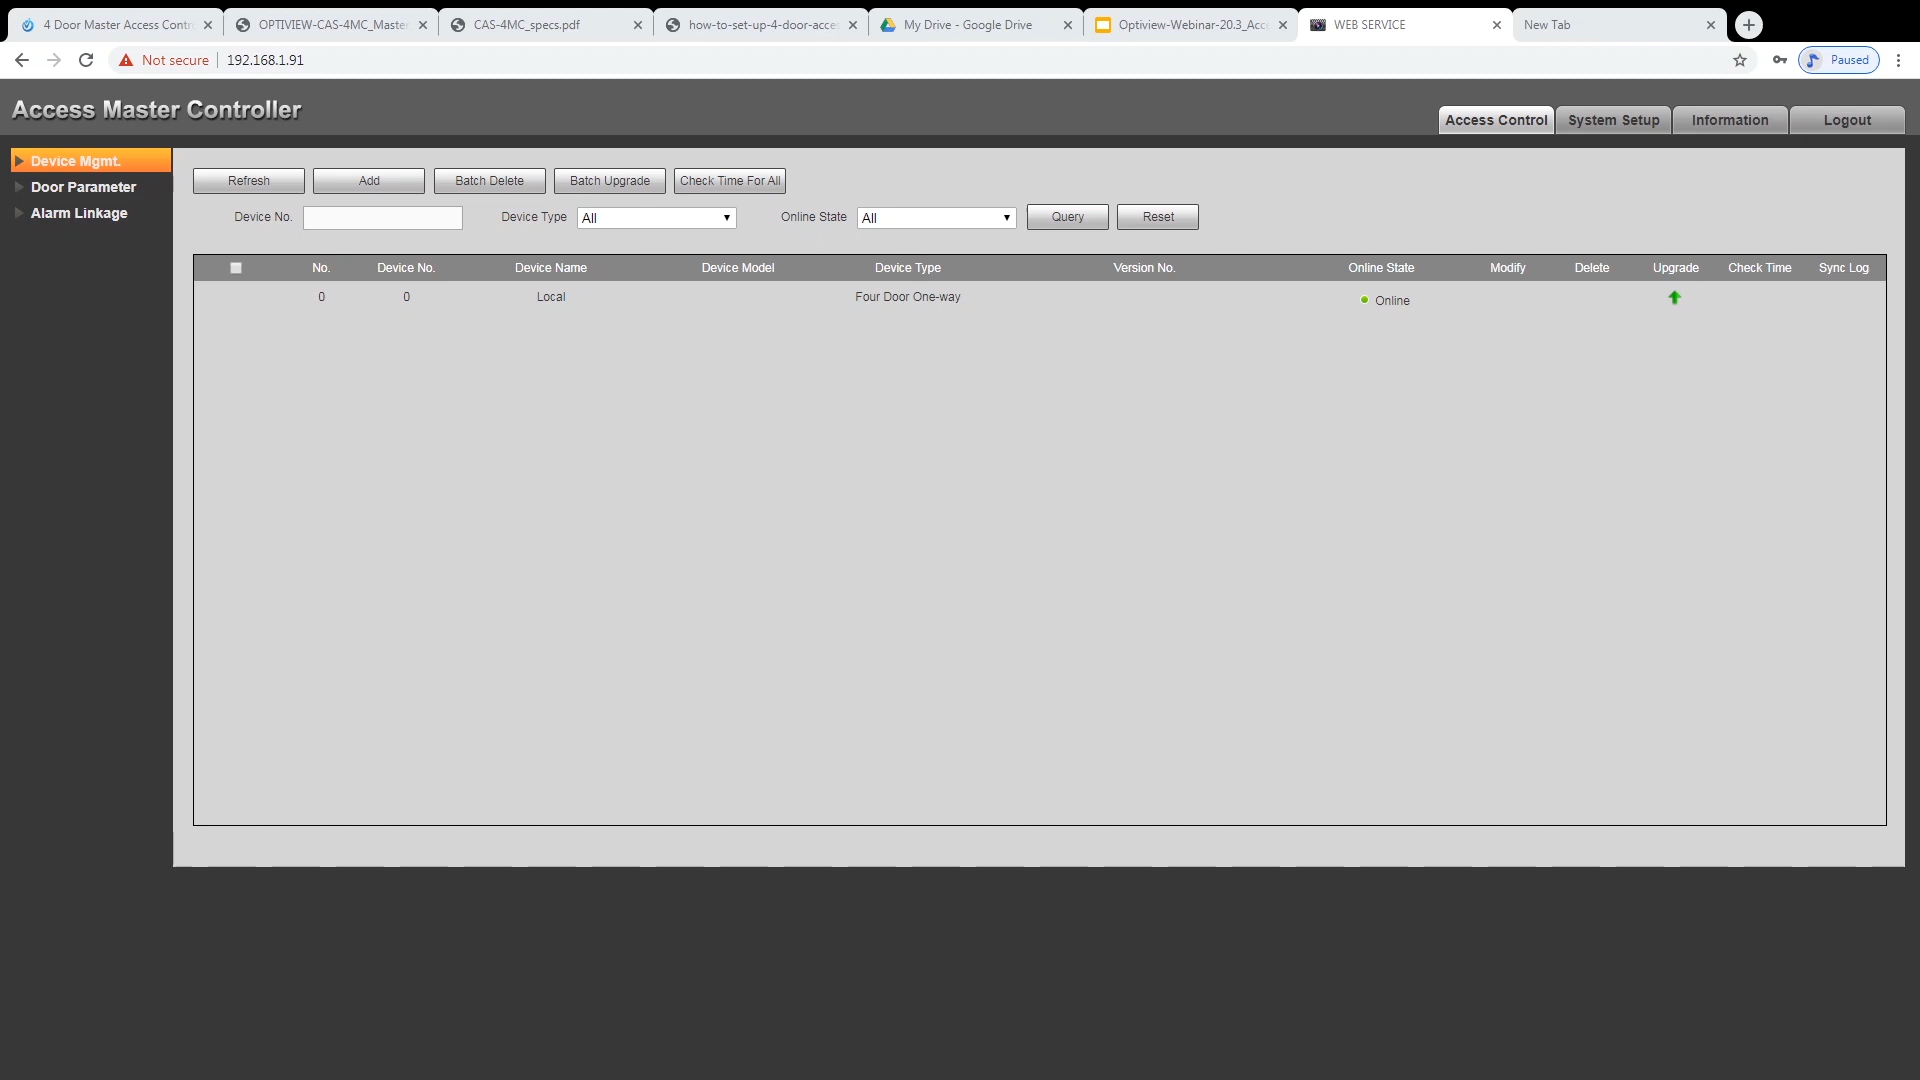 4 Door Master Access Contr
OPTIVIEW-CAS-4MC_Master
CAS-4MC_specs.pdf
how-to-set-up-4-door-acce
My Drive - Google Drive
Optiview-Webinar-20.3_Acc
WEB SERVICE
New Tab
Not secure
192.168.1.91
Paused
Access Master Controller
Access Control
System Setup
Information
Logout
Device Mgmt.
Door Parameter
Alarm Linkage
Refresh
Add
Batch Delete
Batch Upgrade
Check Time For All
Device No.
Device Type
All
Online State
All
Query
Reset
No.
Device No.
Device Name
Device Model
Device Type
Version No.
Online State
Modify
Delete
Upgrade
Check Time
Sync Log
0
0
Local
Four Door One-way
Online